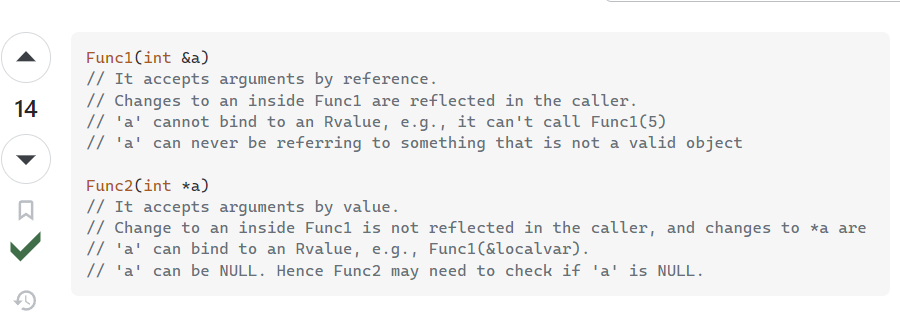 Func1(int &a)
// It accepts arguments by reference.
// Changes to an inside Func1 are reflected in the caller.
// 'a' cannot bind to an Rvalue, e.g., it can't call Func1(5)
// 'a' can never be referring to something that is not a valid object
14
Func2(int *a)
// It accepts arguments by value.
// Change to an inside Func1 is not reflected in the caller, and changes to *a are
// 'a' can bind to an Rvalue, e.g., Func1(&localvar).
// 'a' can be NULL. Hence Func2 may need to check if 'a' is NULL.